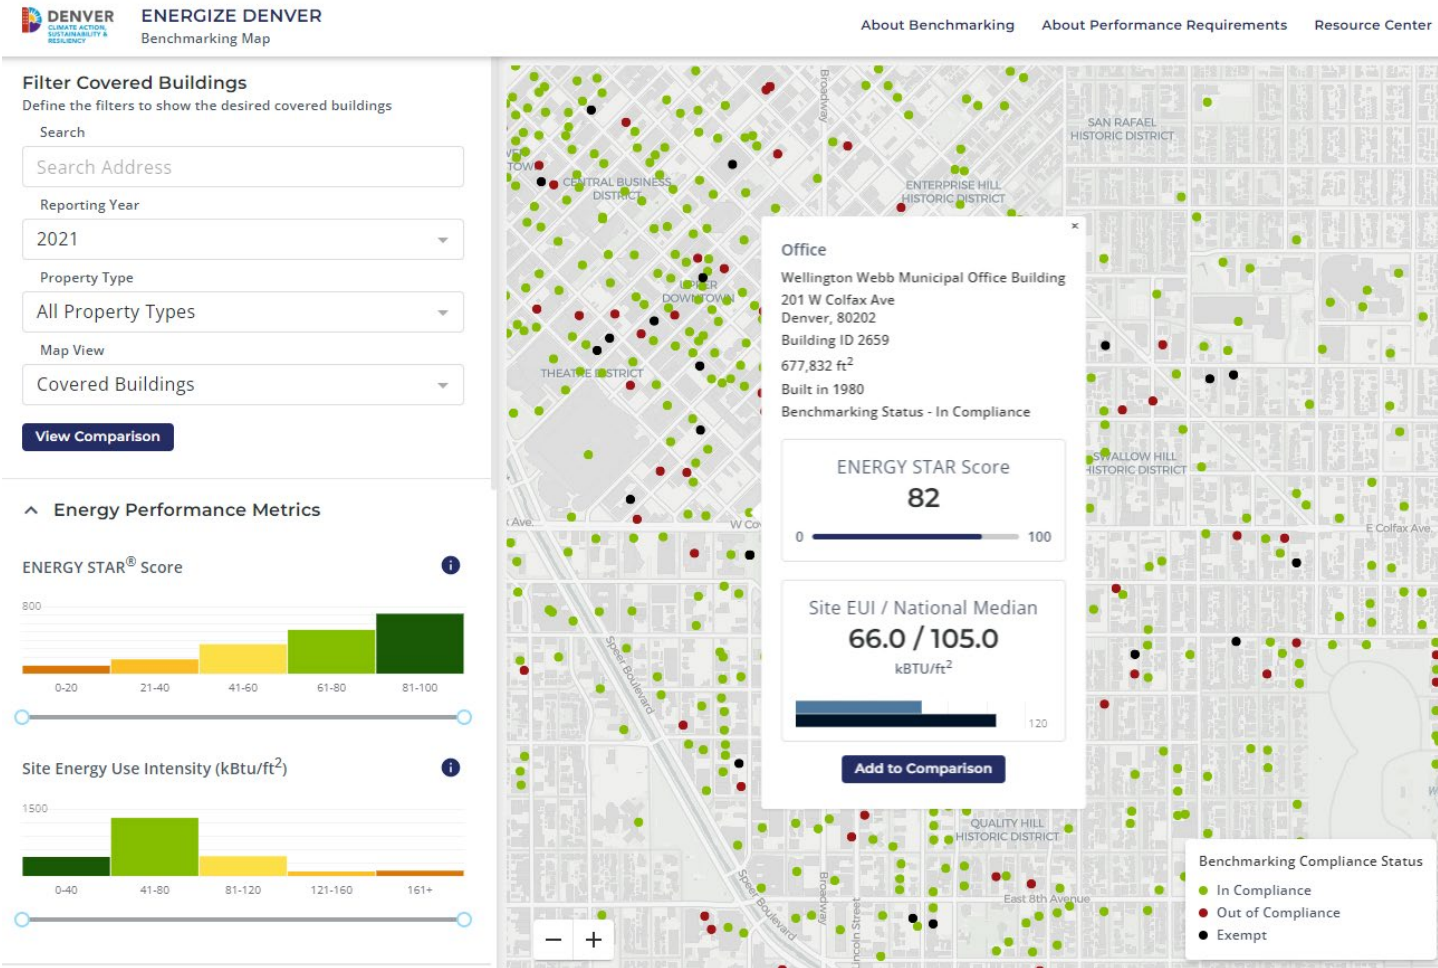 DENVER
CLIMATE ACTION,
SUSTAINABILITY &
RESILIENCY
ENERGIZE DENVER
Benchmarking Map
About Benchmarking
About Performance Requirements
Resource Center
Filter Covered Buildings
Define the filters to show the desired covered buildings
Search
Search Address
Reporting Year
2021
Property Type
All Property Types
Map View
Covered Buildings
View Comparison
Energy Performance Metrics
ENERGY STAR® Score
i
800
0-20
21-40
41-60
61-80
81-100
Site Energy Use Intensity (kBtu/ft²)
i
1500
0-40
41-80
81-120
121-160
161+
Broadway
SAN RAFAEL
HISTORIC DISTRICT
CENTRAL BUSINESS
DISTRICT
ENTERPRISE HILL
HISTORIC DISTRICT
UPPER
DOWNTOWN
THEATRE DISTRICT
SWALLOW HILL
HISTORIC DISTRICT
Ave.
E Colfax Ave.
Speer Boulevard
×
Office
Wellington Webb Municipal Office Building
201 W Colfax Ave
Denver, 80202
Building ID 2659
677,832 ft²
Built in 1980
Benchmarking Status - In Compliance
ENERGY STAR Score
82
0
100
Site EUI / National Median
66.0 / 105.0
kBTU/ft²
120
Add to Comparison
QUALITY HILL
HISTORIC DISTRICT
Speer Boulevard
Broadway
Lincoln Street
East 8th Avenue
Benchmarking Compliance Status
In Compliance
Out of Compliance
Exempt
− +